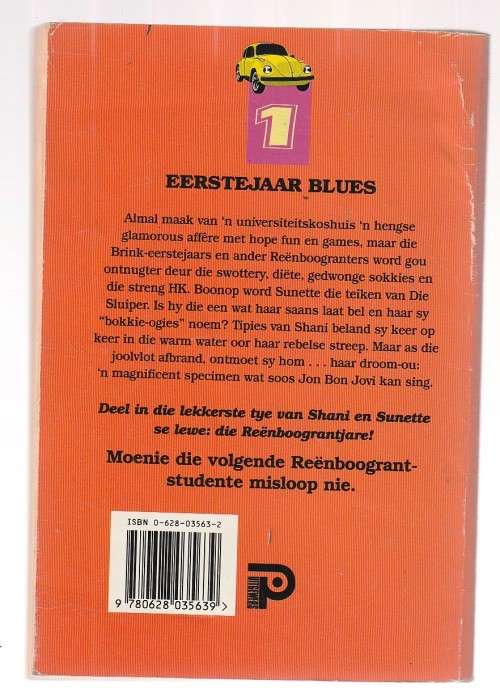 1
EERSTEJAAR BLUES
Almal maak van 'n universiteitskoshuis 'n hengse
glamorous affêre met hope fun en games, maar die
Brink-eerstejaars en ander Reënboogranters word gou
ontnugter deur die swottery, diëte, gedwonge sokkies en
die streng HK. Boonop word Sunette die teiken van Die
Sluiper. Is hy die een wat haar saans laat bel en haar sy
"bokkie-ogies" noem? Tipies van Shani beland sy keer op
keer in die warm water oor haar rebelse streep. Maar as die
joolvlot afbrand, ontmoet sy hom . . . haar droom-ou:
'n magnificent specimen wat soos Jon Bon Jovi kan sing.
Deel in die lekkerste tye van Shani en Sunette
se lewe: die Reënboograntjare!
Moenie die volgende Reënboogrant-
studente misloop nie.
ISBN 0-628-03563-2
9 780628 035639 >